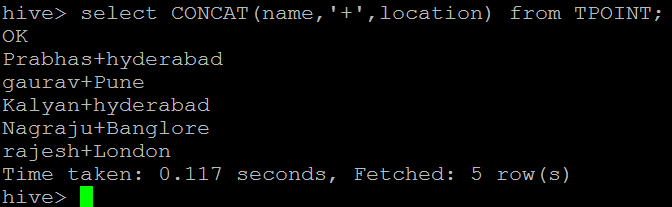 hive> select CONCAT(name,'+',location) from TPOINT;
OK
Prabhas+hyderabad
gaurav+Pune
Kalyan+hyderabad
Nagraju+Banglore
rajesh+London
Time taken: 0.117 seconds, Fetched: 5 row(s)
hive>